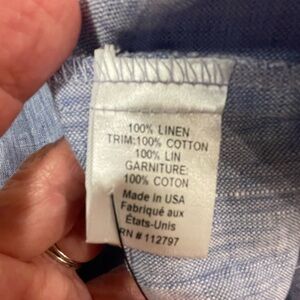 100% LINEN
TRIM:100% COTTON
100% LIN
GARNITURE:
100% COTON
Made in USA
Fabriqué aux
États-Unis
RN # 112797